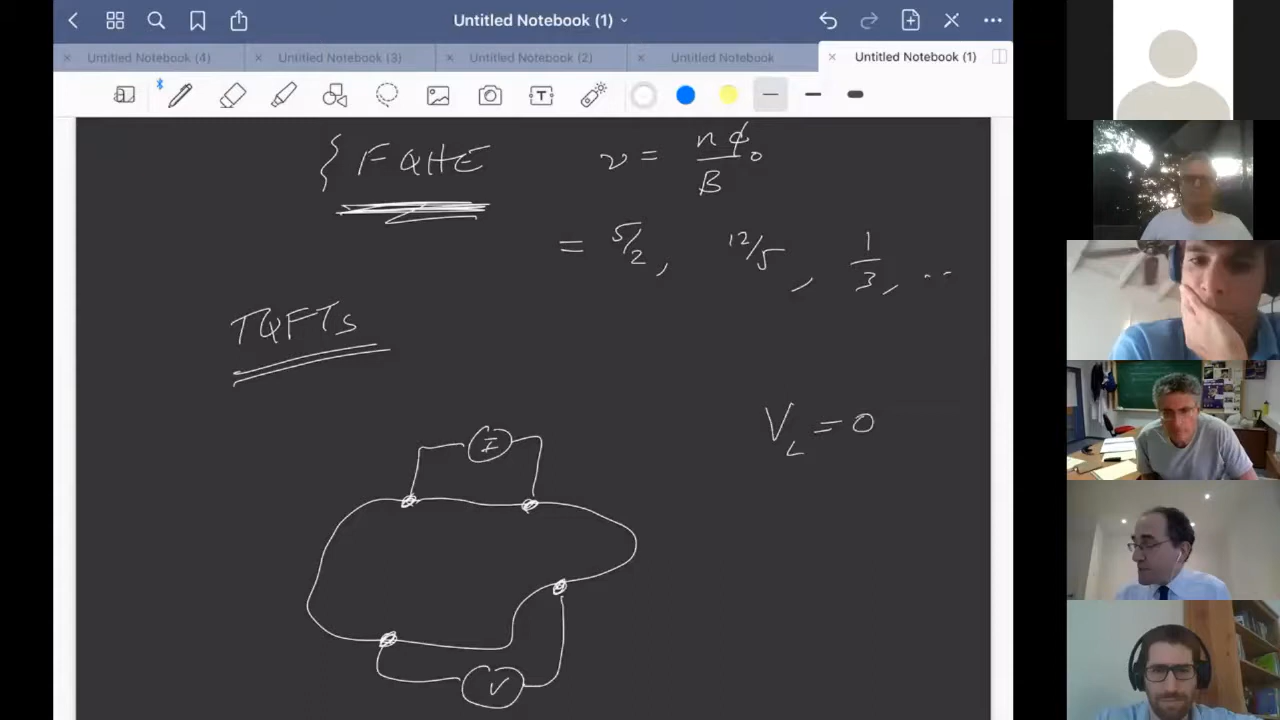 Untitled Notebook (1)
Untitled Notebook (4) Untitled Notebook (3) Untitled Notebook (2) Untitled Notebook Untitled Notebook (1)
T
{ FQHE ν = nϕ₀/B
= 5/2, 12/5, 1/3, ..
TQFTs
V_L = 0
I
V